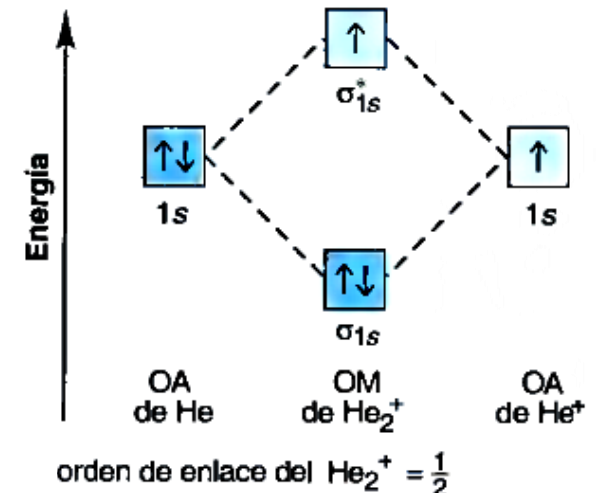 Energía
↑
σ*1s
↑↓
1s
↑
1s
↑↓
σ1s
OA
de He
OM
de He₂⁺
OA
de He⁺
orden de enlace del He₂⁺ = 1/2